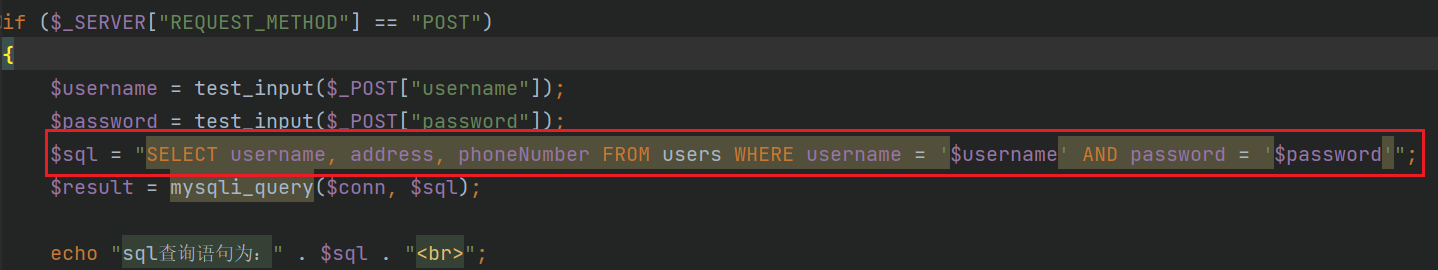 if ($_SERVER["REQUEST_METHOD"] == "POST")
{
    $username = test_input($_POST["username"]);
    $password = test_input($_POST["password"]);
    $sql = "SELECT username, address, phoneNumber FROM users WHERE username = '$username' AND password = '$password'";
    $result = mysqli_query($conn, $sql);
    echo "sql查询语句为：" . $sql . "<br>";